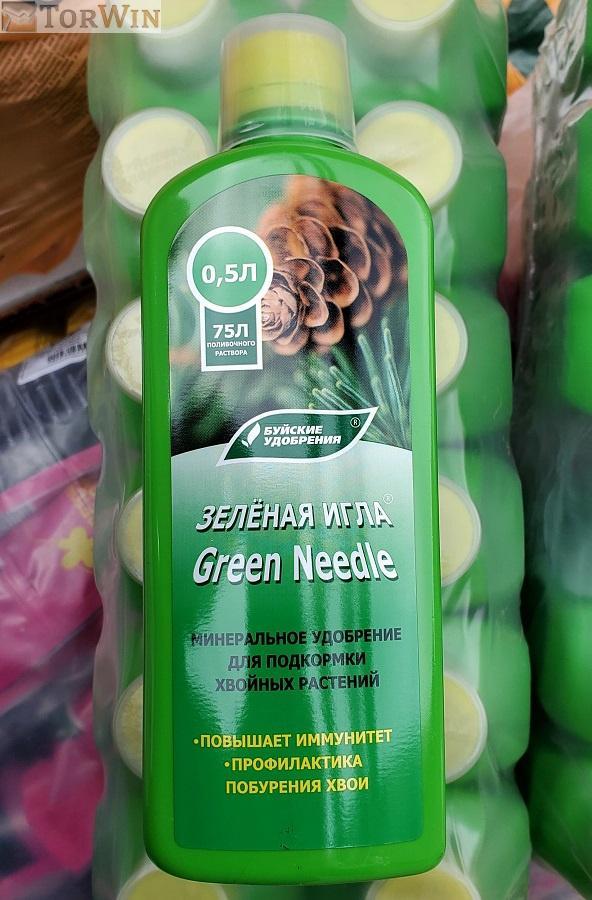 TorWin
0,5Л
75Л
ПОЛИВОЧНОГО
РАСТВОРА
БУЙСКИЕ
УДОБРЕНИЯ ®
ЗЕЛЁНАЯ ИГЛА ®
Green Needle
МИНЕРАЛЬНОЕ УДОБРЕНИЕ
ДЛЯ ПОДКОРМКИ
ХВОЙНЫХ РАСТЕНИЙ
•ПОВЫШАЕТ ИММУНИТЕТ
•ПРОФИЛАКТИКА
ПОБУРЕНИЯ ХВОИ